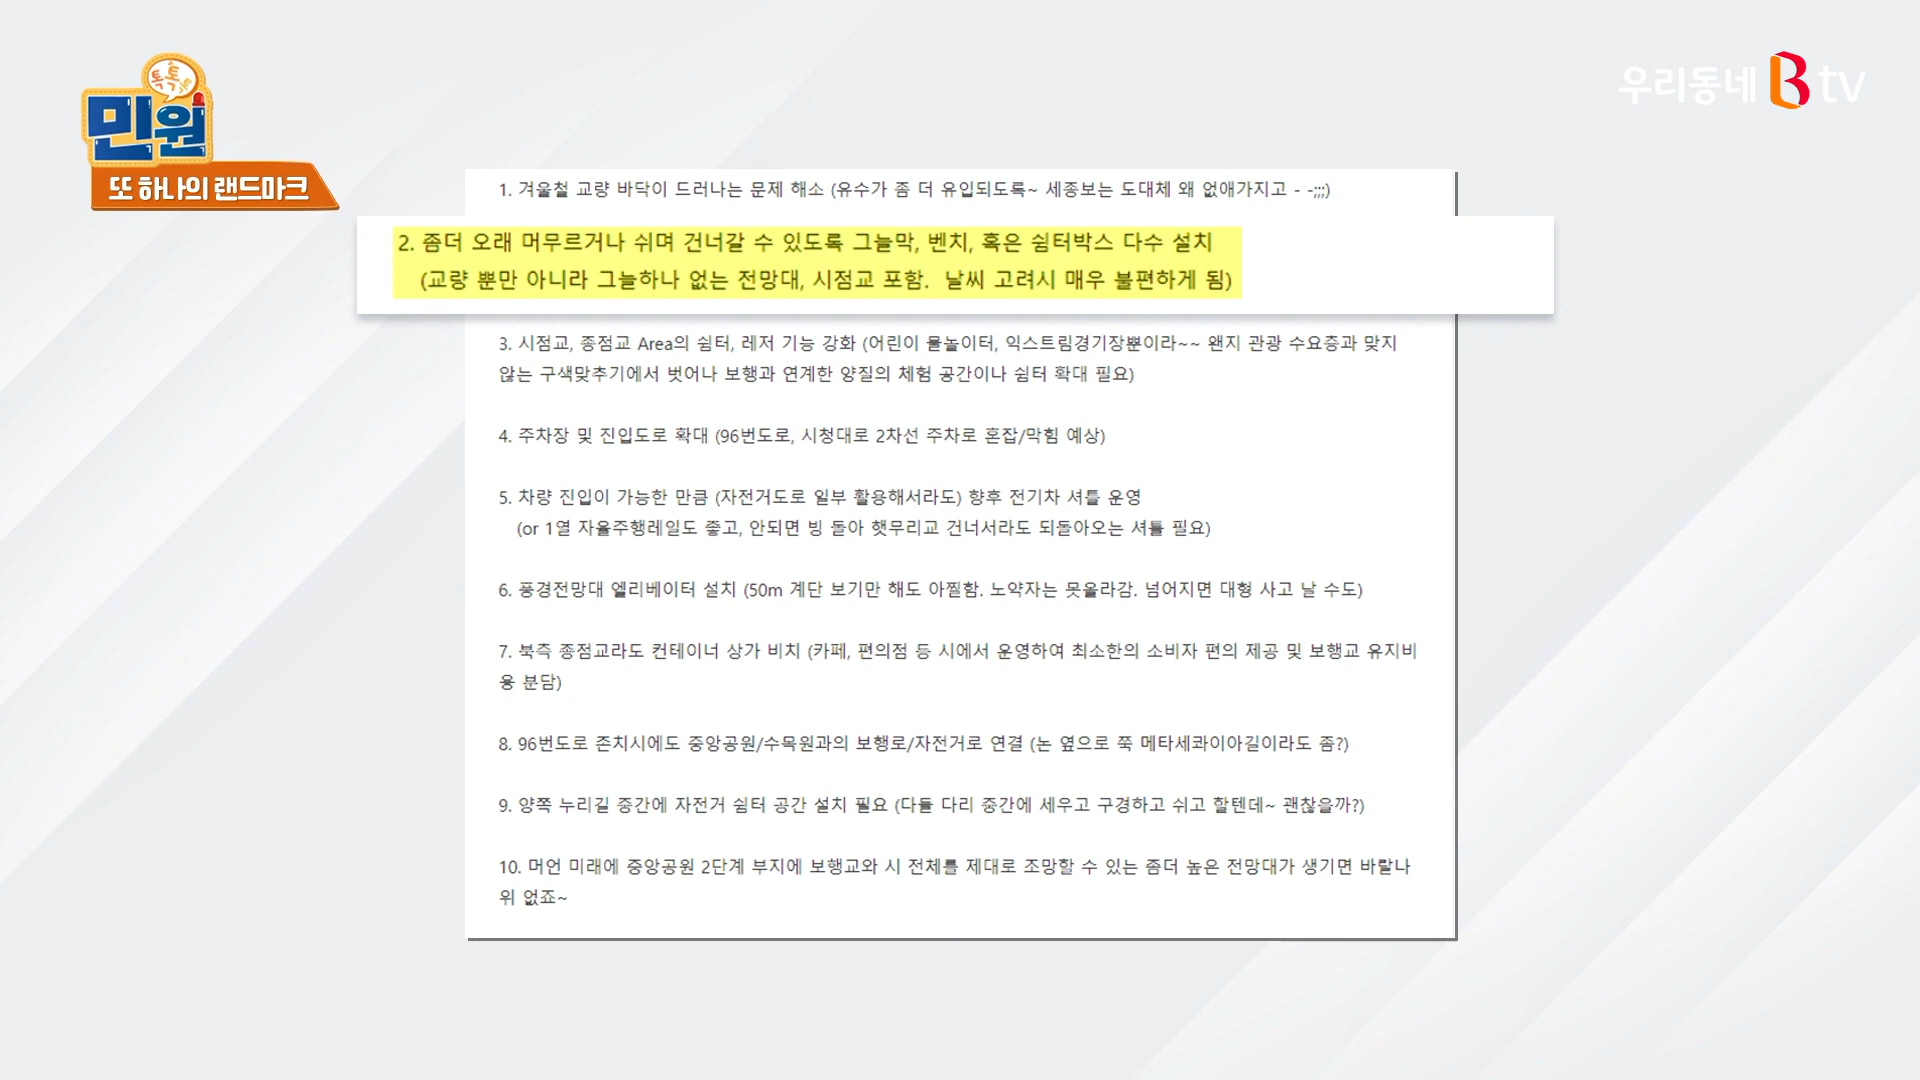 톡톡
민원
또 하나의 랜드마크
우리동네 B tv
1. 겨울철 교량 바닥이 드러나는 문제 해소 (유수가 좀 더 유입되도록~ 세종보는 도대체 왜 없애가지고 - -;;;)
2. 좀더 오래 머무르거나 쉬며 건너갈 수 있도록 그늘막, 벤치, 혹은 쉼터박스 다수 설치
(교량 뿐만 아니라 그늘하나 없는 전망대, 시점교 포함. 날씨 고려시 매우 불편하게 됨)
3. 시점교, 종점교 Area의 쉼터, 레저 기능 강화 (어린이 물놀이터, 익스트림경기장뿐이라~~ 왠지 관광 수요층과 맞지
않는 구색맞추기에서 벗어나 보행과 연계한 양질의 체험 공간이나 쉼터 확대 필요)
4. 주차장 및 진입도로 확대 (96번도로, 시청대로 2차선 주차로 혼잡/막힘 예상)
5. 차량 진입이 가능한 만큼 (자전거도로 일부 활용해서라도) 향후 전기차 셔틀 운영
(or 1열 자율주행레일도 좋고, 안되면 빙 돌아 햇무리교 건너서라도 되돌아오는 셔틀 필요)
6. 풍경전망대 엘리베이터 설치 (50m 계단 보기만 해도 아찔함. 노약자는 못올라감. 넘어지면 대형 사고 날 수도)
7. 북측 종점교라도 컨테이너 상가 비치 (카페, 편의점 등 시에서 운영하여 최소한의 소비자 편의 제공 및 보행교 유지비
용 분담)
8. 96번도로 존치시에도 중앙공원/수목원과의 보행로/자전거로 연결 (논 옆으로 쭉 메타세콰이아길이라도 좀?)
9. 양쪽 누리길 중간에 자전거 쉼터 공간 설치 필요 (다들 다리 중간에 세우고 구경하고 쉬고 할텐데~ 괜찮을까?)
10. 머언 미래에 중앙공원 2단계 부지에 보행교와 시 전체를 제대로 조망할 수 있는 좀더 높은 전망대가 생기면 바랄나
위 없죠~